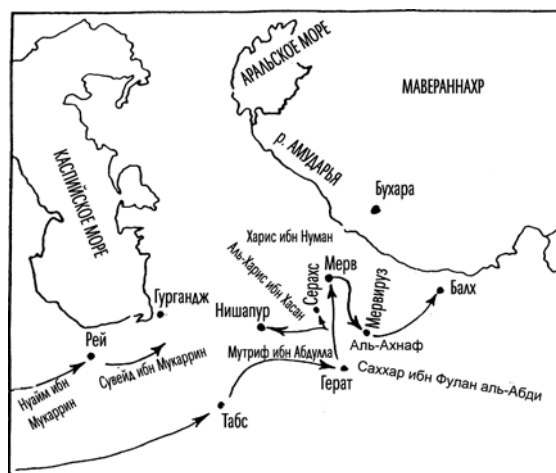 АРАЛЬСКОЕ МОРЕ
МАВЕРАННАХР
КАСПИЙСКОЕ МОРЕ
р. АМУДАРЬЯ
Бухара
Харис ибн Нуман
Мерв
Аль-Харис ибн Хасан
Серахс
Мервируз
Балх
Гургандж
Нишапур
Рей
Аль-Ахнаф
Мутриф ибн Абдулла
Сувейд ибн Мукаррин
Герат
Саххар ибн Фулан аль-Абди
Нуайм ибн
Мукаррин
Табс